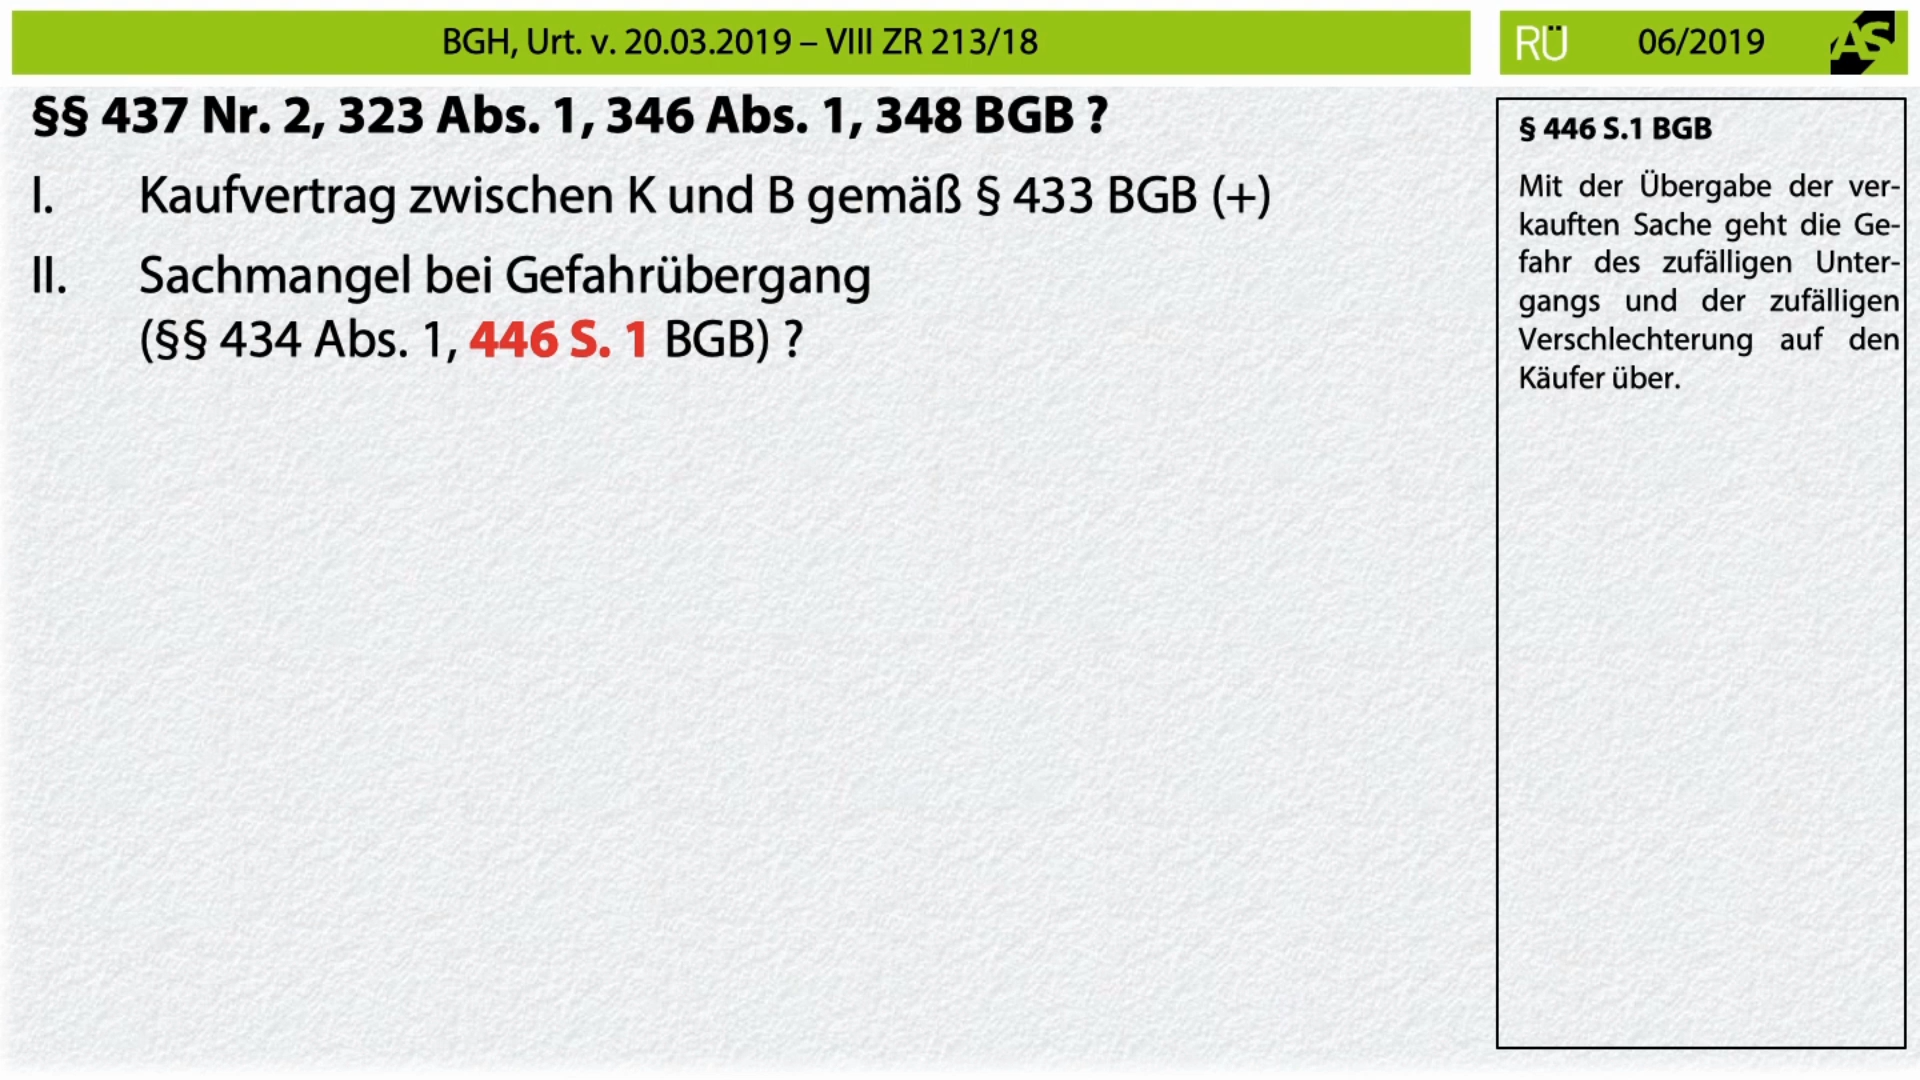 BGH, Urt. v. 20.03.2019 – VIII ZR 213/18
RÜ 06/2019 AS
§§ 437 Nr. 2, 323 Abs. 1, 346 Abs. 1, 348 BGB ?
I. Kaufvertrag zwischen K und B gemäß § 433 BGB (+)
II. Sachmangel bei Gefahrübergang
(§§ 434 Abs. 1, 446 S. 1 BGB) ?
§ 446 S.1 BGB
Mit der Übergabe der ver-
kauften Sache geht die Ge-
fahr des zufälligen Unter-
gangs und der zufälligen
Verschlechterung auf den
Käufer über.